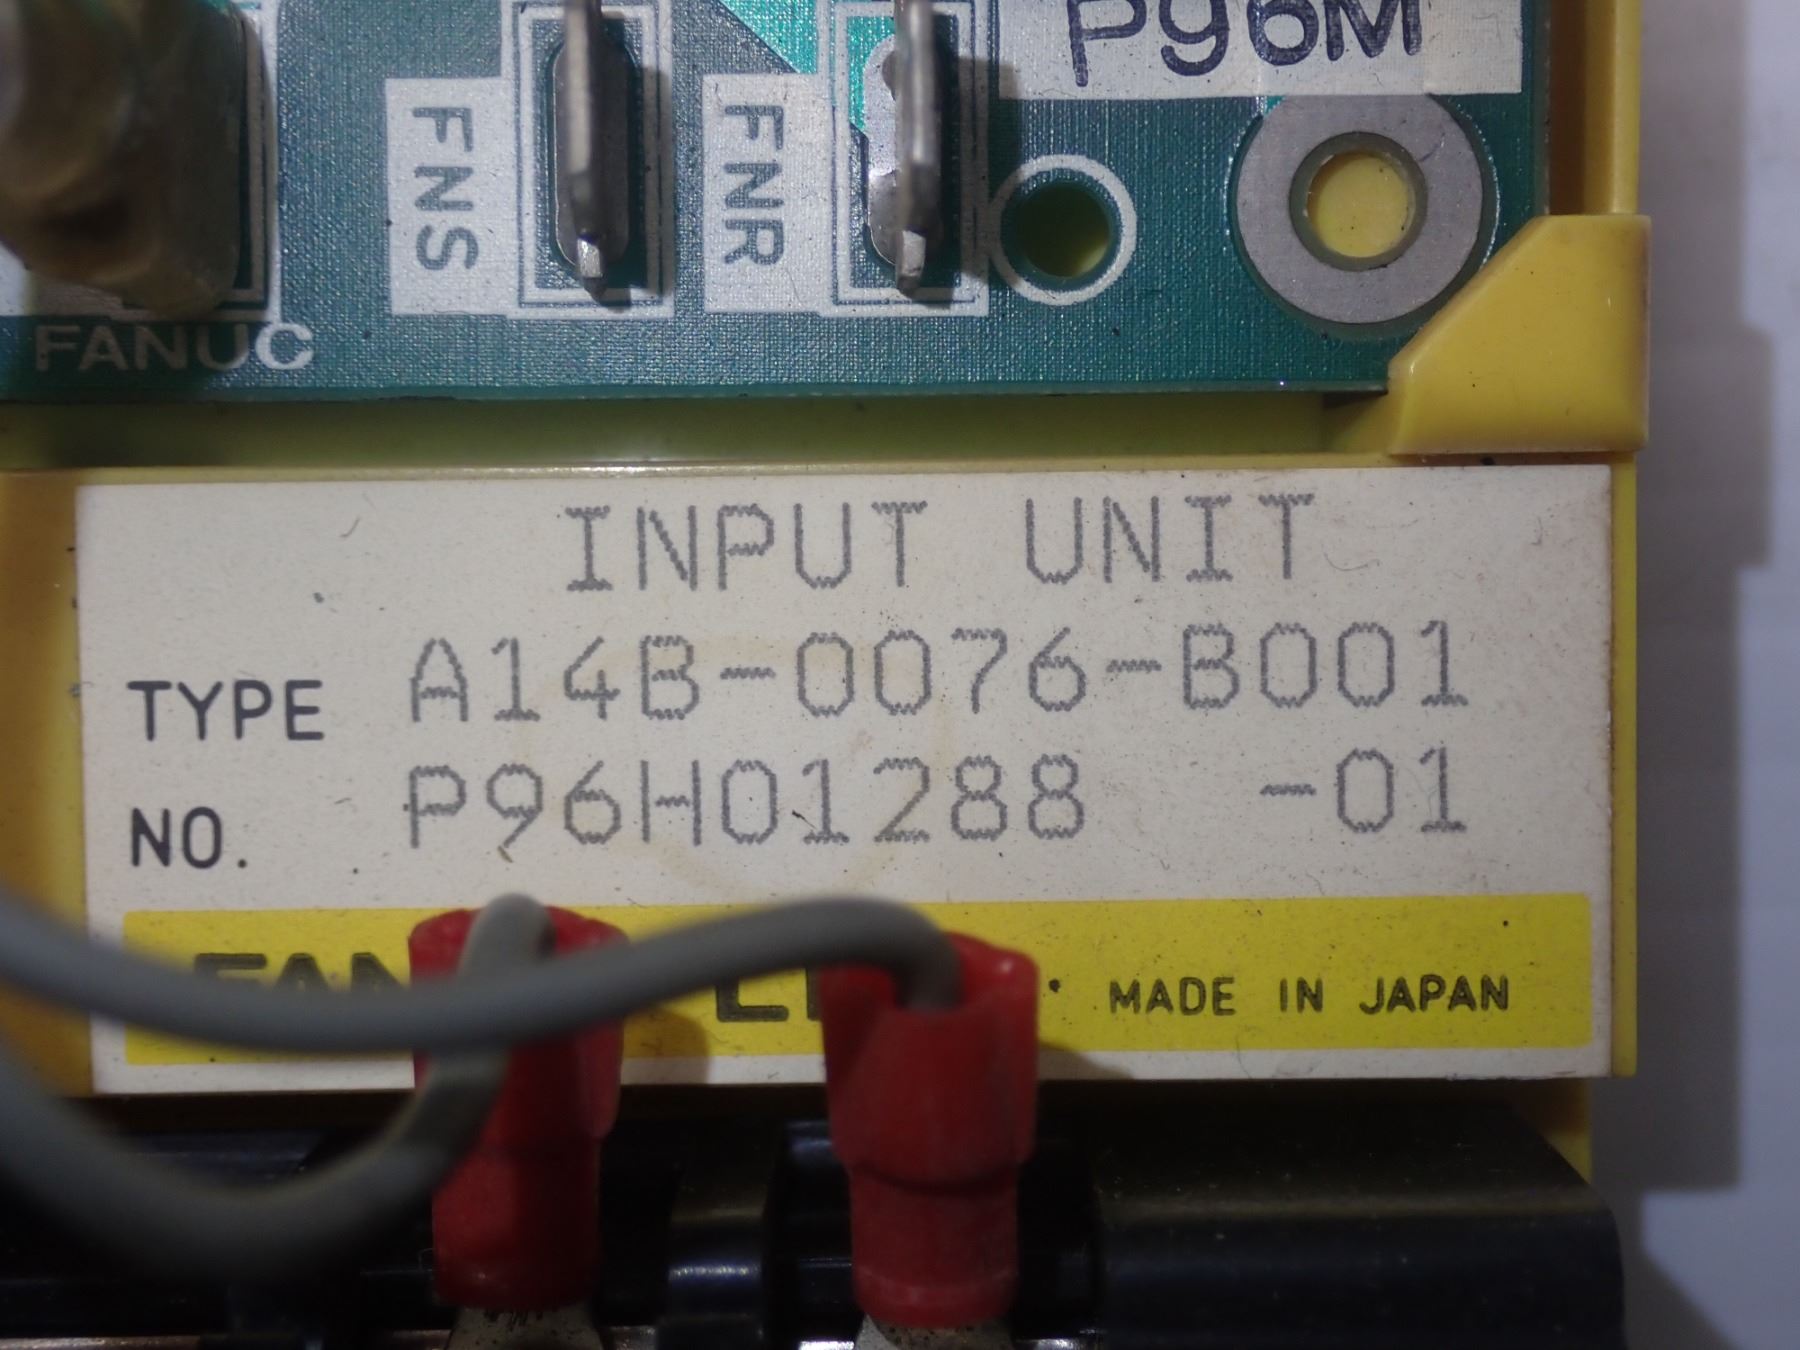 P96M
FNS
FNR
FANUC
INPUT UNIT
TYPE A14B-0076-B001
NO. P96H01288 -01
MADE IN JAPAN